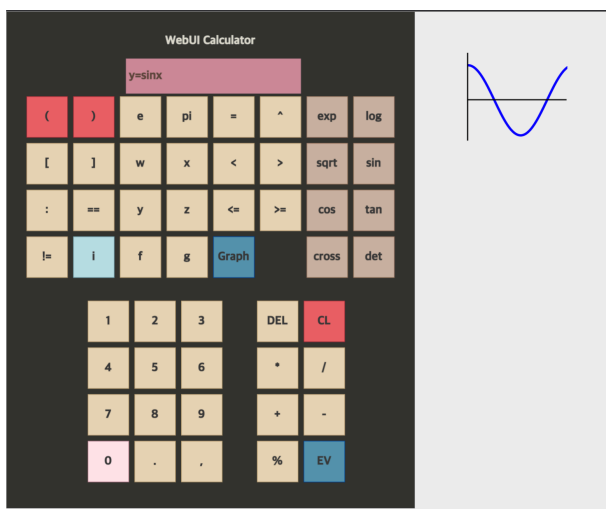 WebUI Calculator
y=sinx
( ) e pi = ^ exp log
[ ] w x < > sqrt sin
: == y z <= >= cos tan
!= i f g Graph cross det
1 2 3 DEL CL
4 5 6 * /
7 8 9 + -
0 . , % EV